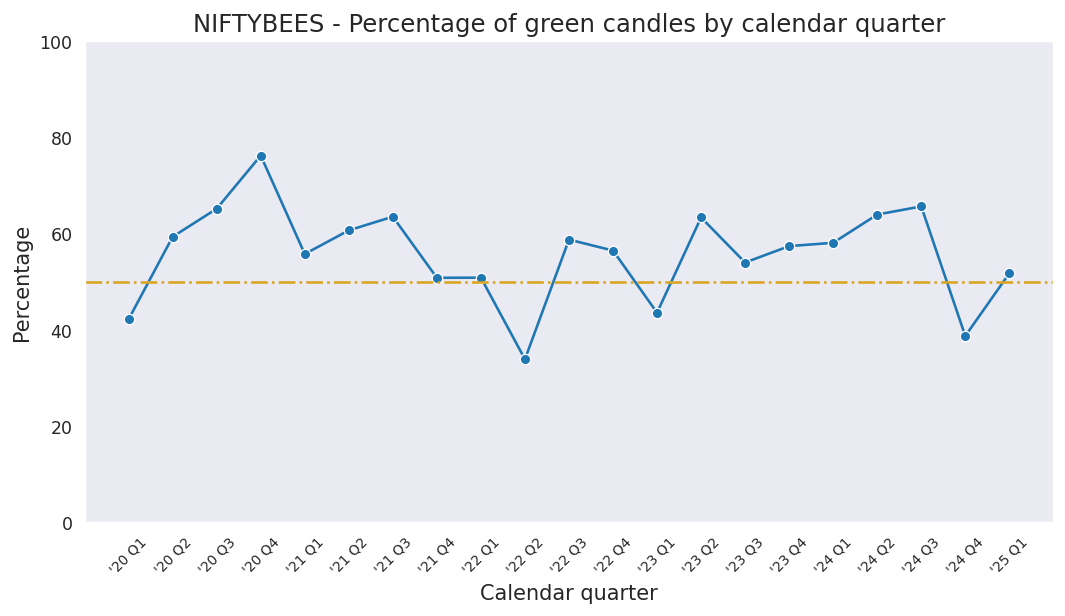 NIFTYBEES - Percentage of green candles by calendar quarter
100
80
60
40
20
0
Percentage
'20 Q1
'20 Q2
'20 Q3
'20 Q4
'21 Q1
'21 Q2
'21 Q3
'21 Q4
'22 Q1
'22 Q2
'22 Q3
'22 Q4
'23 Q1
'23 Q2
'23 Q3
'23 Q4
'24 Q1
'24 Q2
'24 Q3
'24 Q4
'25 Q1
Calendar quarter